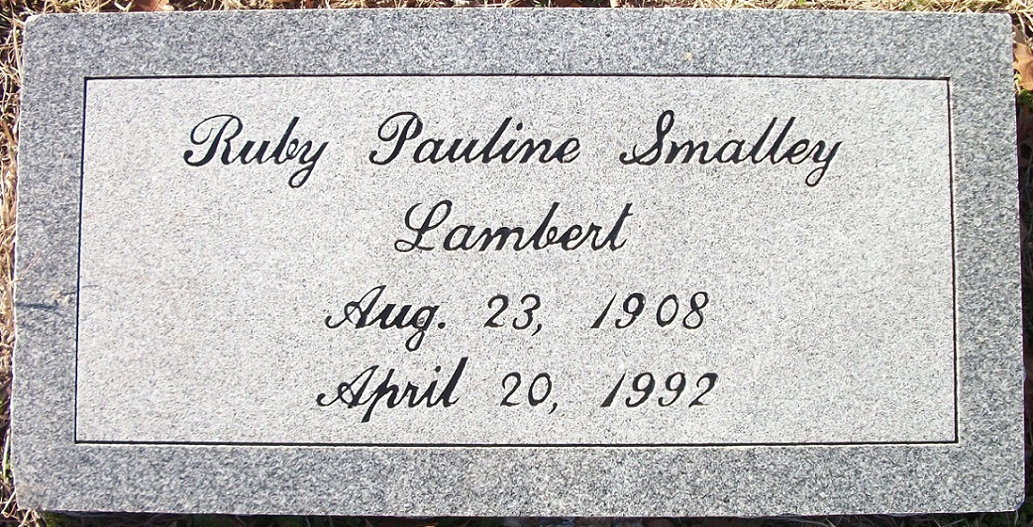 Ruby Pauline Smalley
Lambert
Aug. 23, 1908
April 20, 1992